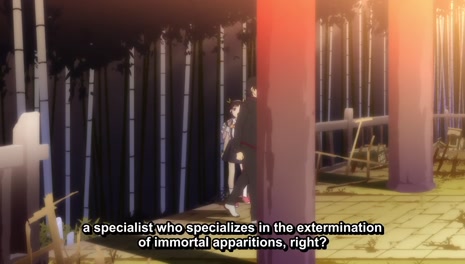 a specialist who specializes in the extermination
of immortal apparitions, right?